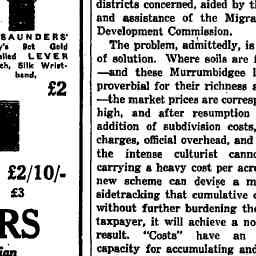 SAUNDERS'
9ct Gold
LEVER
Silk Wrist-
band,
£2
£2/10/-
£3
RS
districts concerned, aided by t
and assistance of the Migra
Development Commission.
The problem, admittedly, is
of solution. Where soils are f
—and these Murrumbidgee l
proverbial for their richness a
—the market prices are corresp
high, and after resumption
addition of subdivision costs,
charges, official overhead, and
the intense culturist cann
carrying a heavy cost per acre
new scheme can devise a m
sidetracking that cumulative c
without further burdening the
taxpayer, it will achieve a no
result. "Costs" have an
capacity for accumulating and